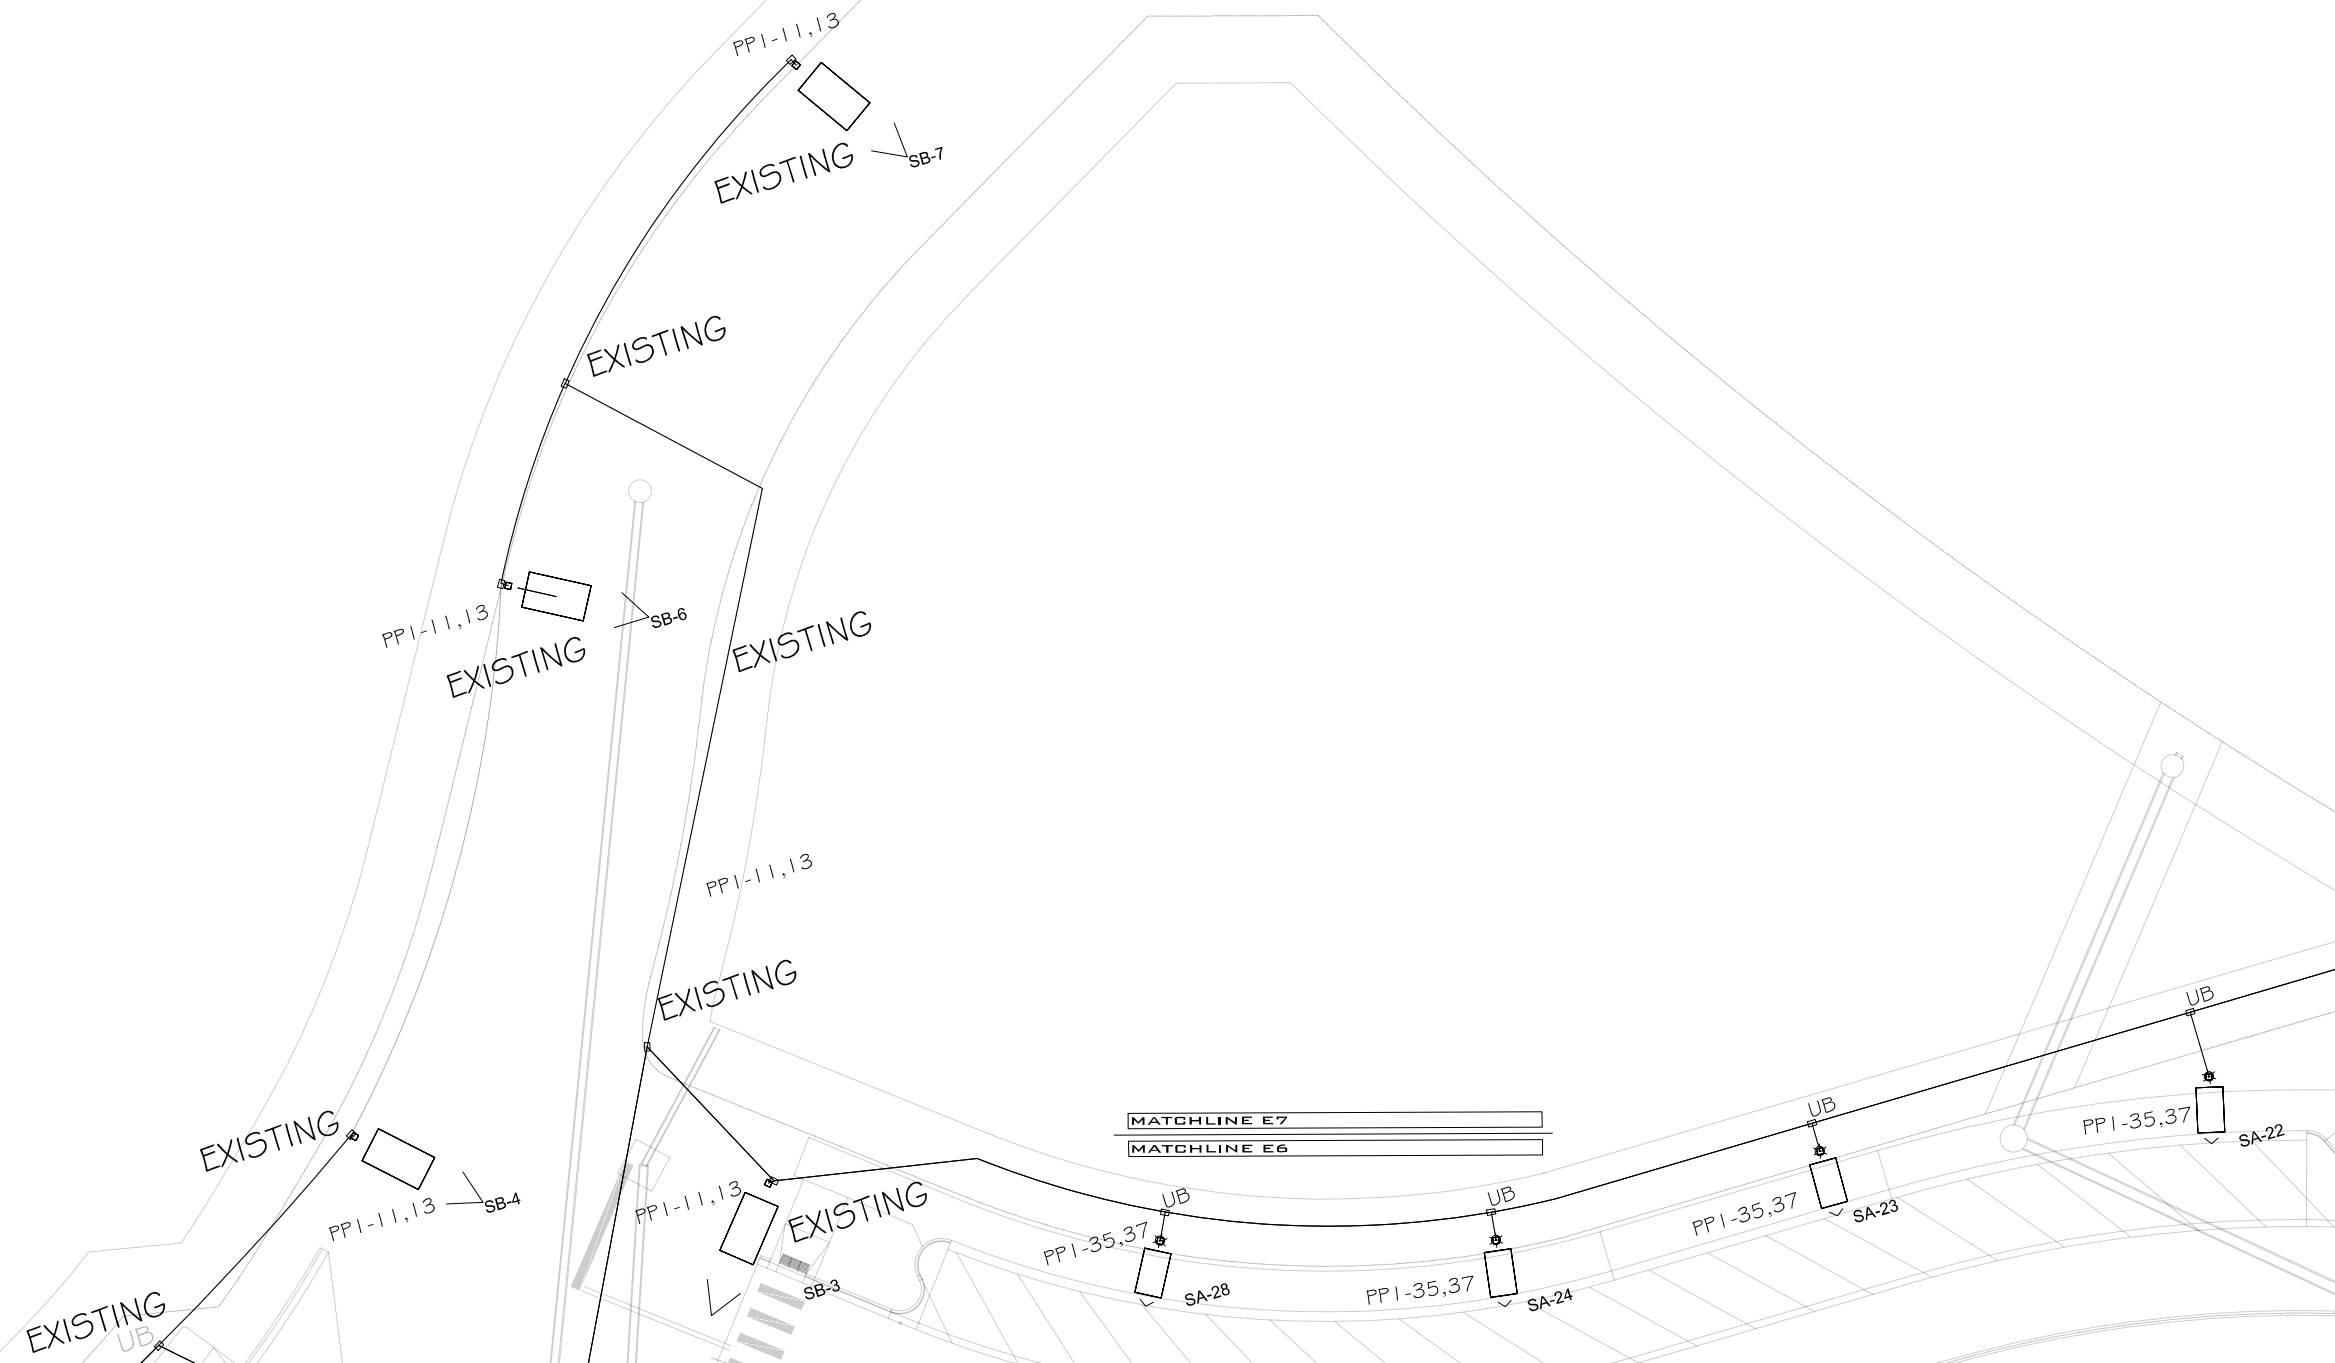 PP1-11,13
EXISTING
SB-7
EXISTING
PP1-11,13
SB-6
EXISTING
EXISTING
PP1-11,13
EXISTING
UB
EXISTING
MATCHLINE E7
MATCHLINE E6
UB
PP1-35,37
SA-22
PP1-11,13
SB-4
PP1-11,13
EXISTING
UB
UB
PP1-35,37
SA-23
PP1-35,37
SA-28
PP1-35,37
SA-24
SB-3
EXISTING
UB